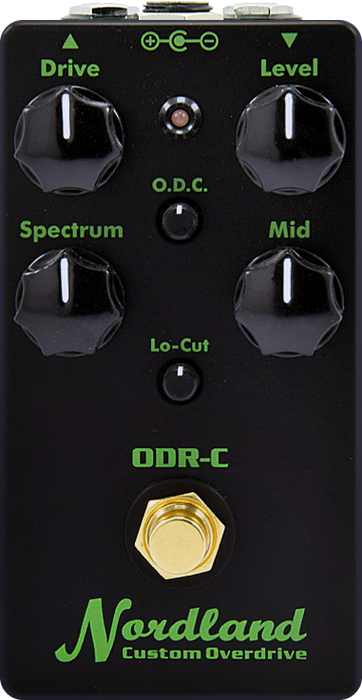 Drive Level
O.D.C.
Spectrum Mid
Lo-Cut
ODR-C
Nordland
Custom Overdrive